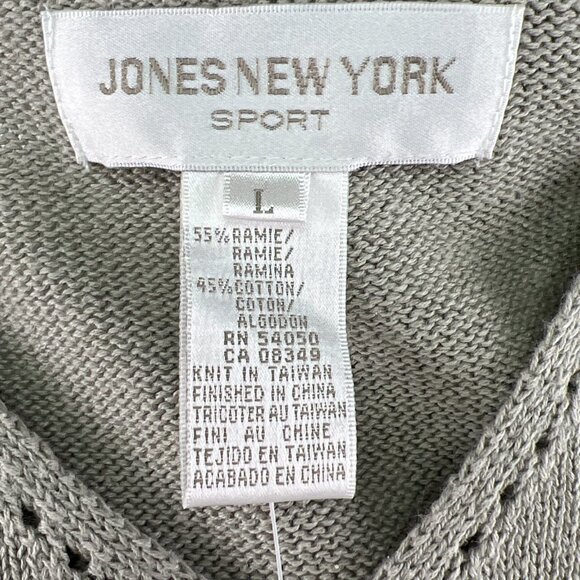 JONES NEW YORK
SPORT
L
55% RAMIE/
RAMIE/
RAMINA
45% COTTON/
COTON/
ALGODON
RN 54050
CA 08349
KNIT IN TAIWAN
FINISHED IN CHINA
TRICOTER AU TAIWAN
FINI AU CHINE
TEJIDO EN TAIWAN
ACABADO EN CHINA